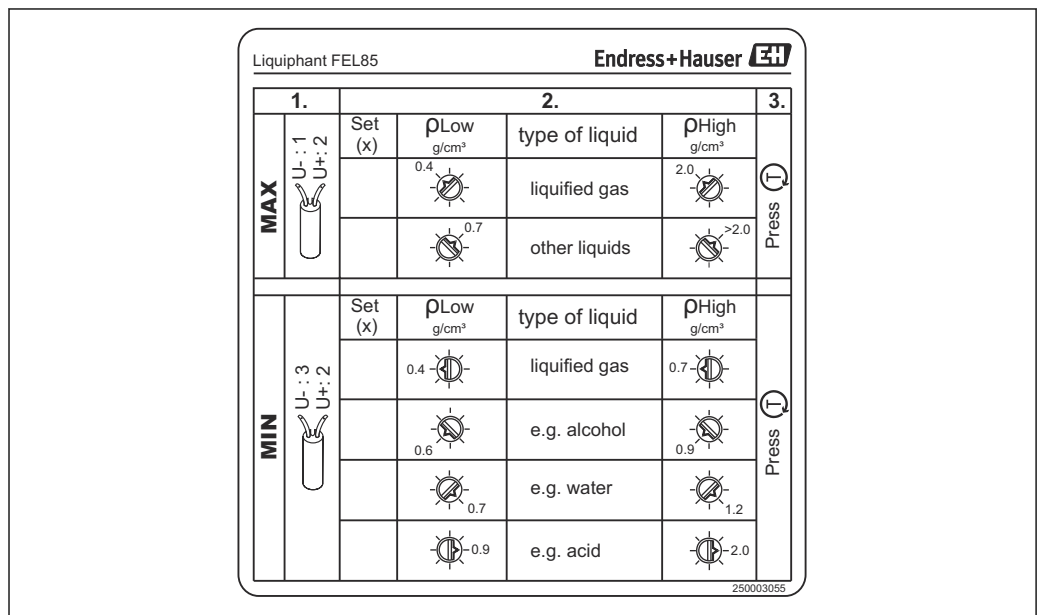 Liquiphant FEL85
Endress+Hauser EH
1. 2. 3.
MAX
U- : 1
U+: 2
Set (x) ρLow g/cm³ type of liquid ρHigh g/cm³
0.4 liquified gas 2.0
0.7 other liquids >2.0
Press T
MIN
U- : 3
U+: 2
Set (x) ρLow g/cm³ type of liquid ρHigh g/cm³
0.4 liquified gas 0.7
0.6 e.g. alcohol 0.9
0.7 e.g. water 1.2
0.9 e.g. acid 2.0
Press T
250003055